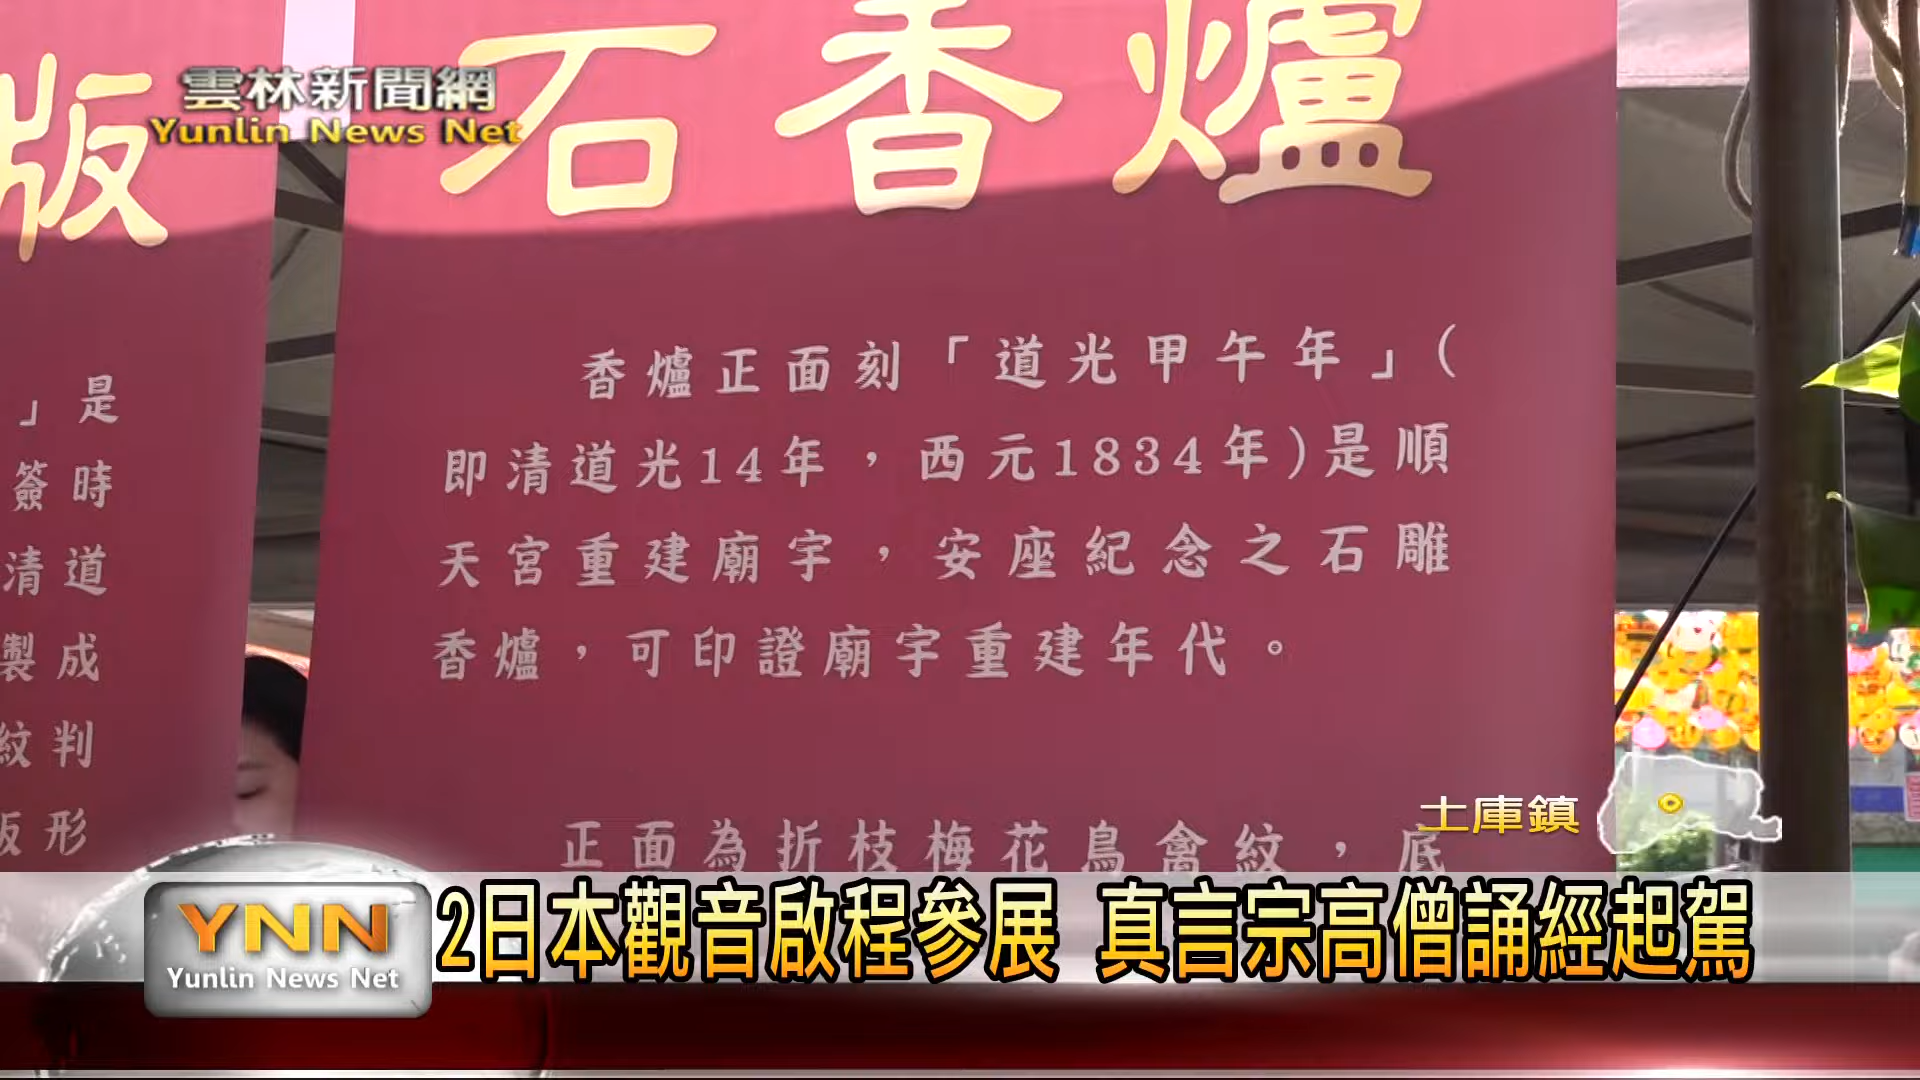 雲林新聞網
Yunlin News Net
版
石香爐
」是
簽時
清道
製成
紋判
版形
香爐正面刻「道光甲午年」(
即清道光14年，西元1834年)是順
天宮重建廟宇，安座紀念之石雕
香爐，可印證廟宇重建年代。
正面為折枝梅花鳥禽紋，底
土庫鎮
YNN
Yunlin News Net
2日本觀音啟程參展 真言宗高僧誦經起駕